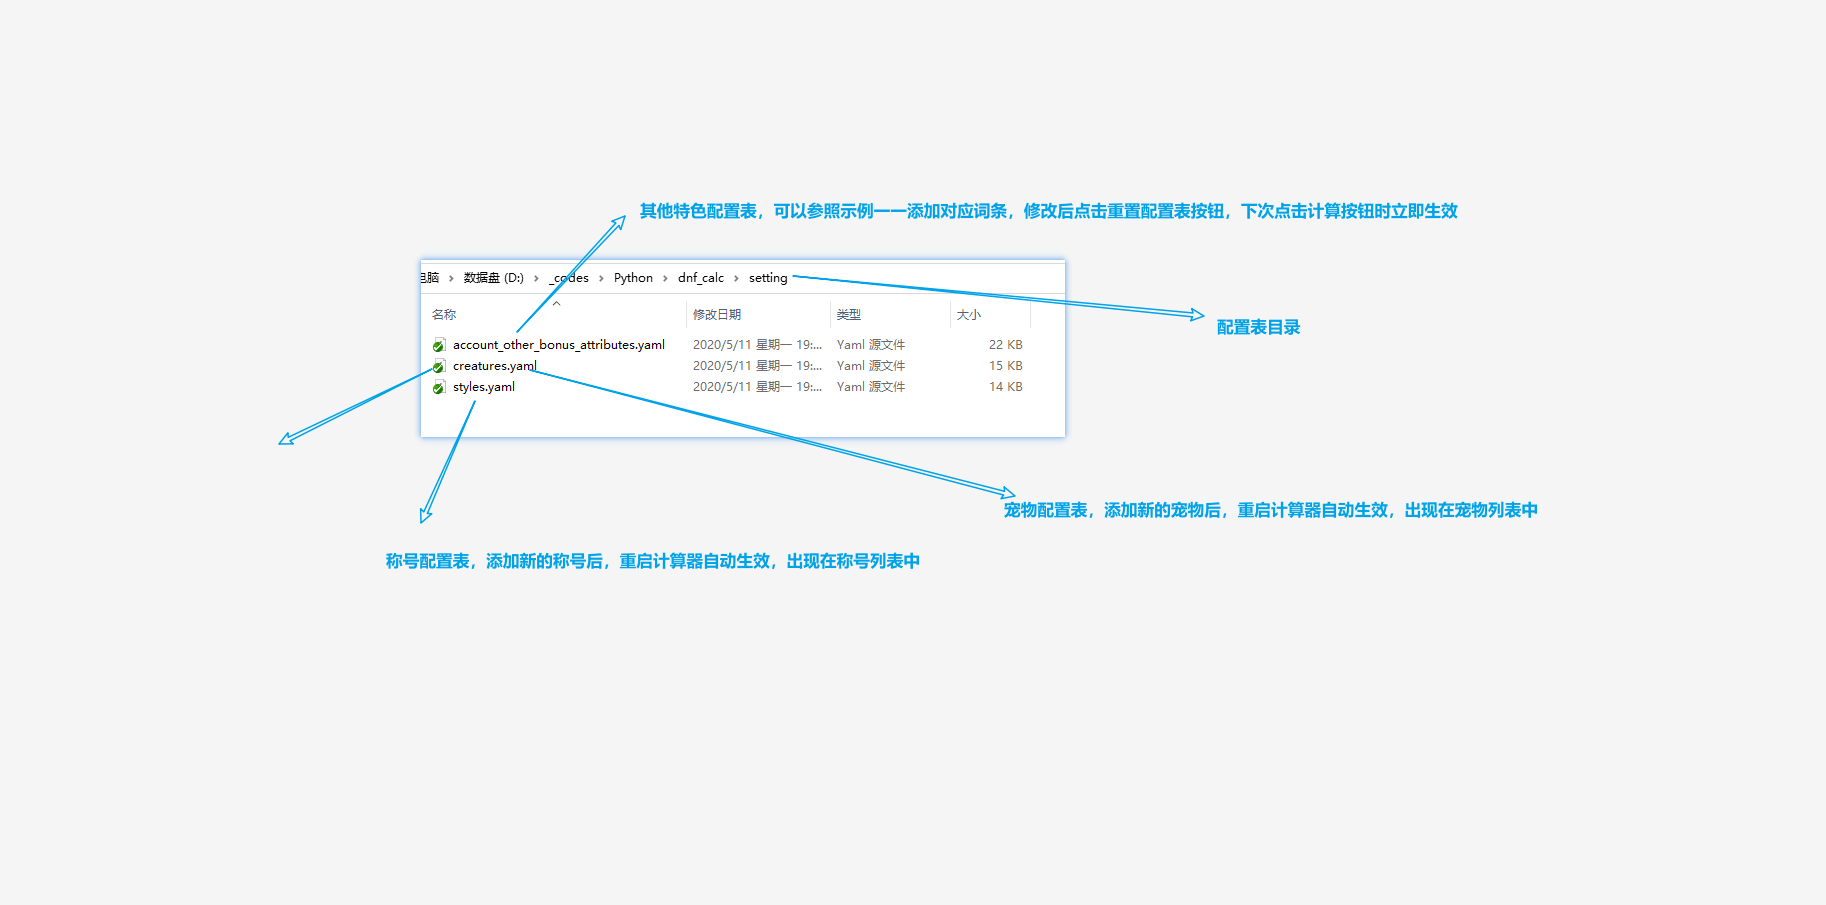 其他特色配置表，可以参照示例一一添加对应词条，修改后点击重置配置表按钮，下次点击计算按钮时立即生效
电脑 › 数据盘 (D:) › _codes › Python › dnf_calc › setting
配置表目录
名称 修改日期 类型 大小
account_other_bonus_attributes.yaml 2020/5/11 星期一 19:... Yaml 源文件 22 KB
creatures.yaml 2020/5/11 星期一 19:... Yaml 源文件 15 KB
styles.yaml 2020/5/11 星期一 19:... Yaml 源文件 14 KB
宠物配置表，添加新的宠物后，重启计算器自动生效，出现在宠物列表中
称号配置表，添加新的称号后，重启计算器自动生效，出现在称号列表中